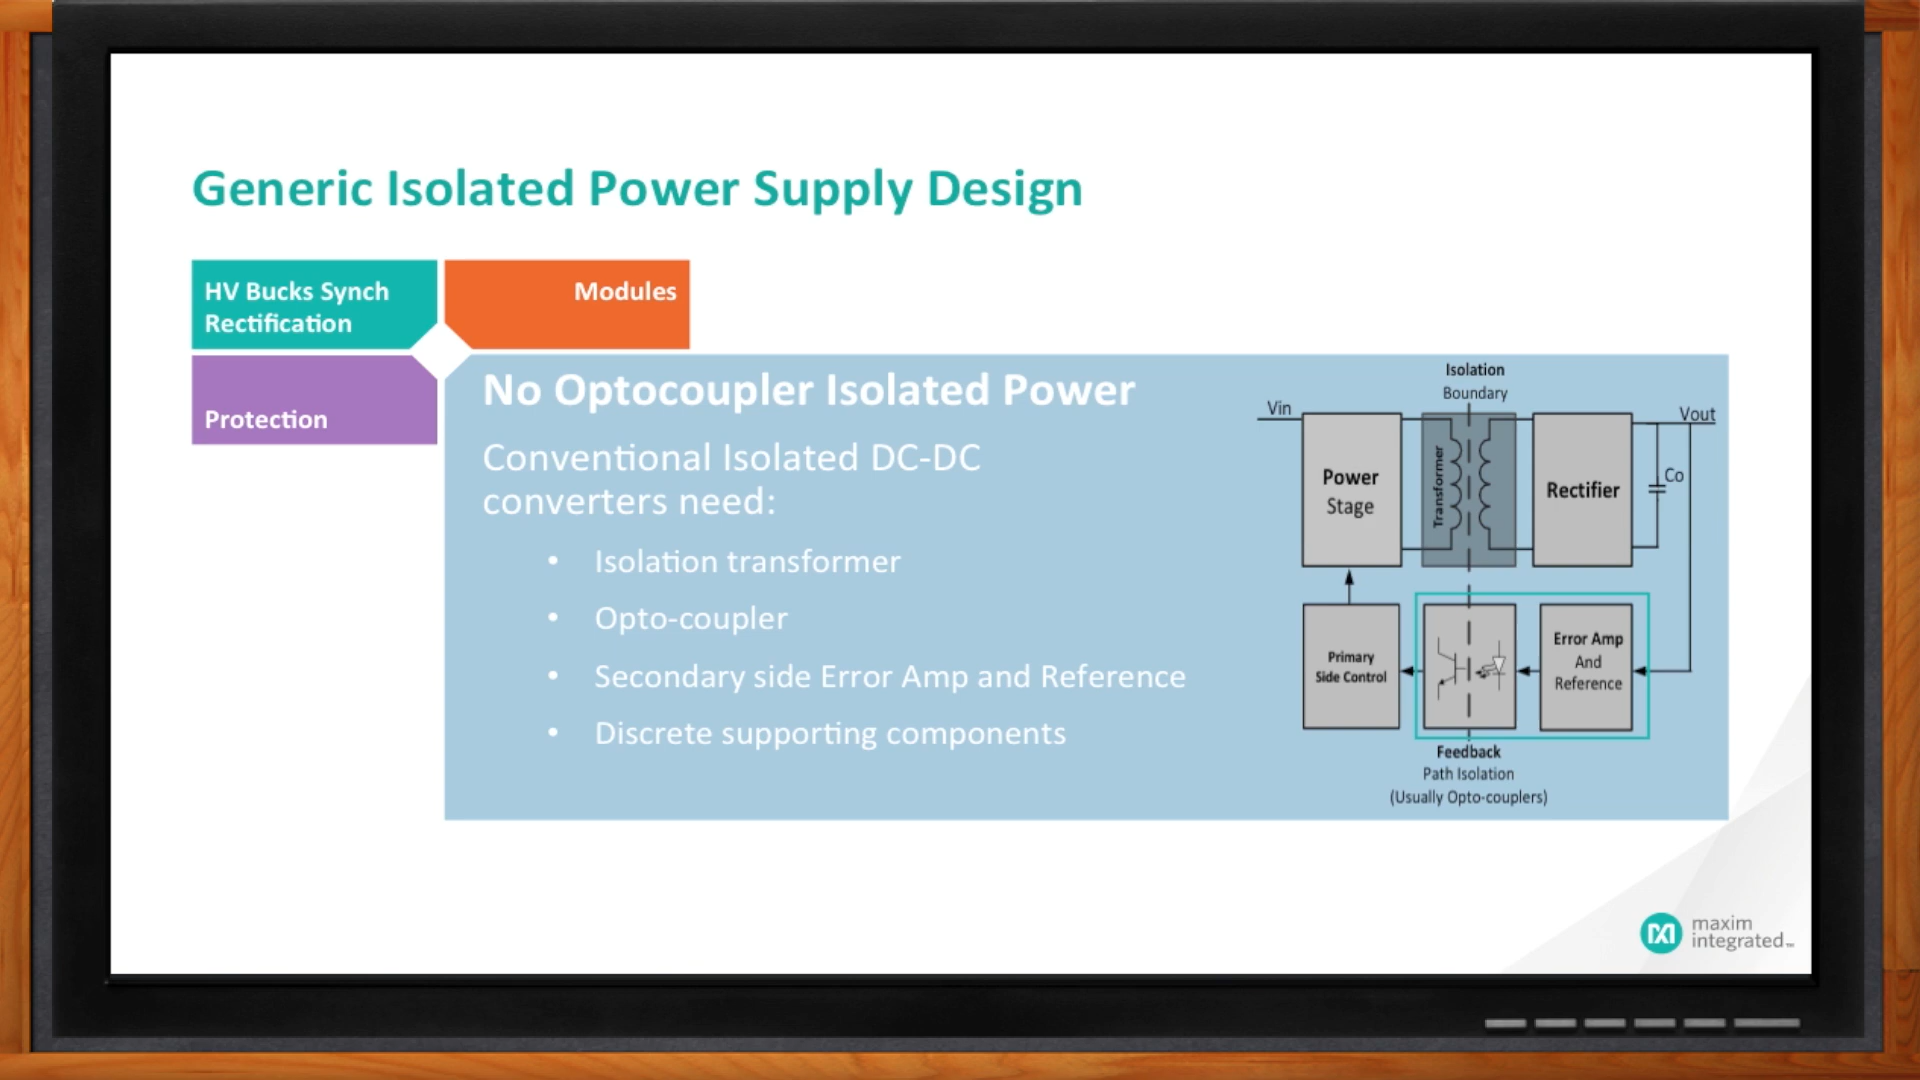 Generic Isolated Power Supply Design
HV Bucks Synch
Rectification
Modules
Protection
No Optocoupler Isolated Power
Conventional Isolated DC-DC
converters need:
• Isolation transformer
• Opto-coupler
• Secondary side Error Amp and Reference
• Discrete supporting components
Isolation
Boundary
Vin
Vout
Power
Stage
Transformer
Rectifier
Co
Primary
Side Control
Error Amp
And
Reference
Feedback
Path Isolation
(Usually Opto-couplers)
maxim
integrated™